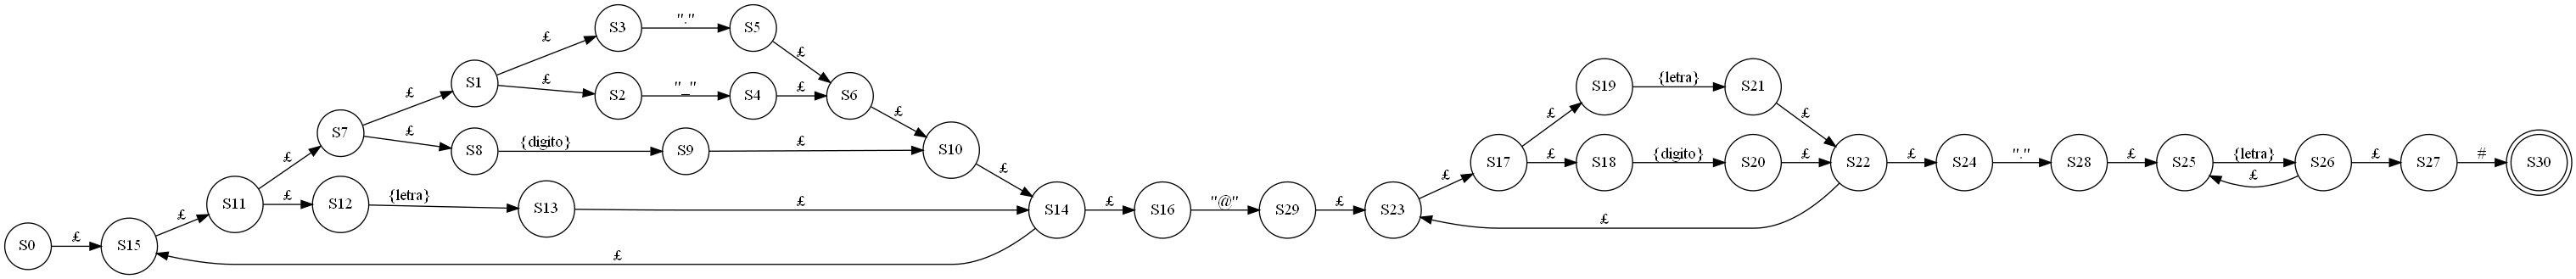 S3 "." S5
£ £
S1 £ S2 "_" S4 £ S6
£ £
S7 £ S8 {digito} S9 £ S10
£ £
S11 £ S12 {letra} S13 £ S14 £ S16 "@" S29 £ S23
£
S0 £ S15
£
S19 {letra} S21
£ £
S17 £ S18 {digito} S20 £ S22 £ S24 "." S28 £ S25 {letra} S26 £ S27 # S30
£ £
£